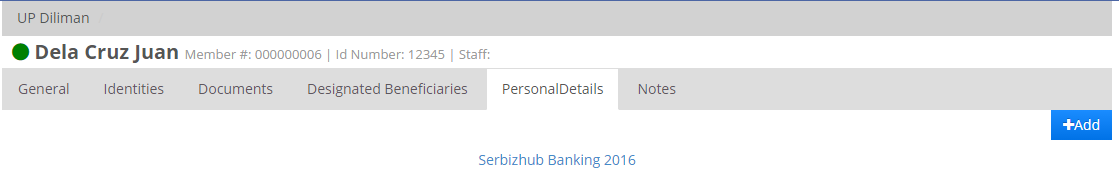 UP Diliman /
Dela Cruz Juan Member #: 000000006 | Id Number: 12345 | Staff:
General Identities Documents Designated Beneficiaries PersonalDetails Notes
+Add
Serbizhub Banking 2016